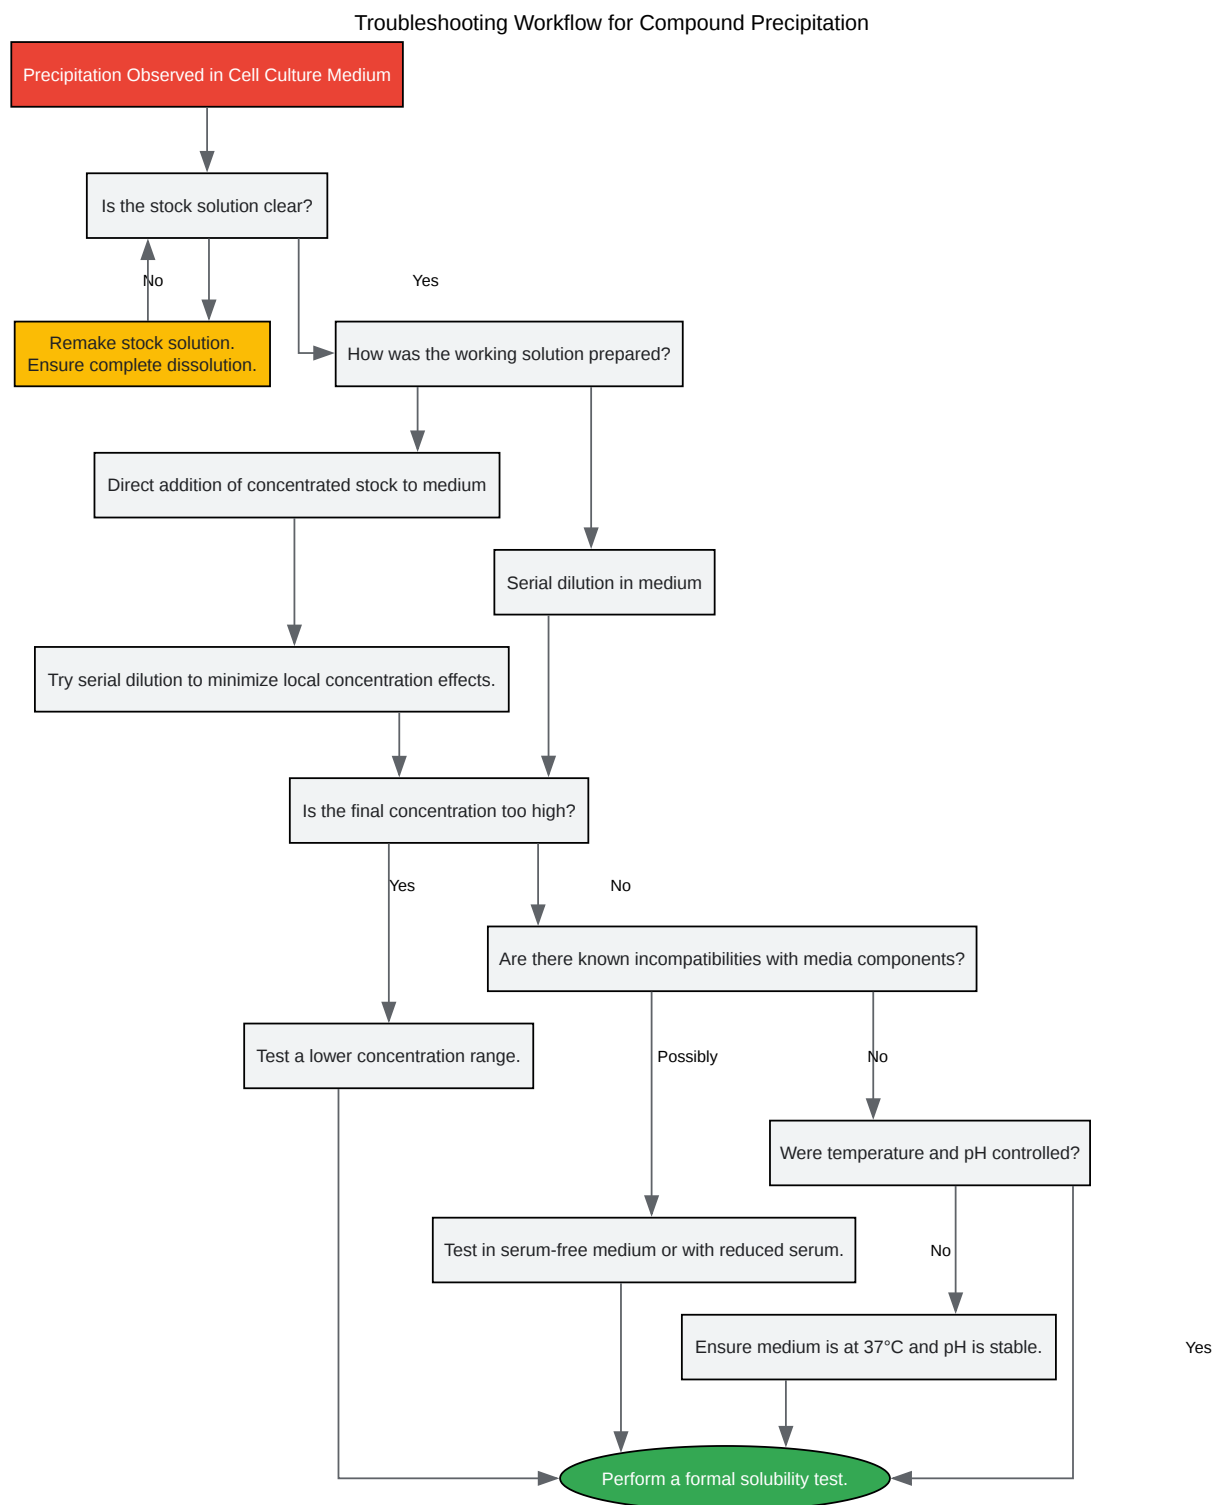 Troubleshooting Workflow for Compound Precipitation
Precipitation Observed in Cell Culture Medium
Is the stock solution clear?
No
Yes
Remake stock solution.
Ensure complete dissolution.
How was the working solution prepared?
Direct addition of concentrated stock to medium
Serial dilution in medium
Try serial dilution to minimize local concentration effects.
Is the final concentration too high?
Yes
No
Are there known incompatibilities with media components?
Test a lower concentration range.
Possibly
No
Were temperature and pH controlled?
Test in serum-free medium or with reduced serum.
No
Ensure medium is at 37°C and pH is stable.
Yes
Perform a formal solubility test.